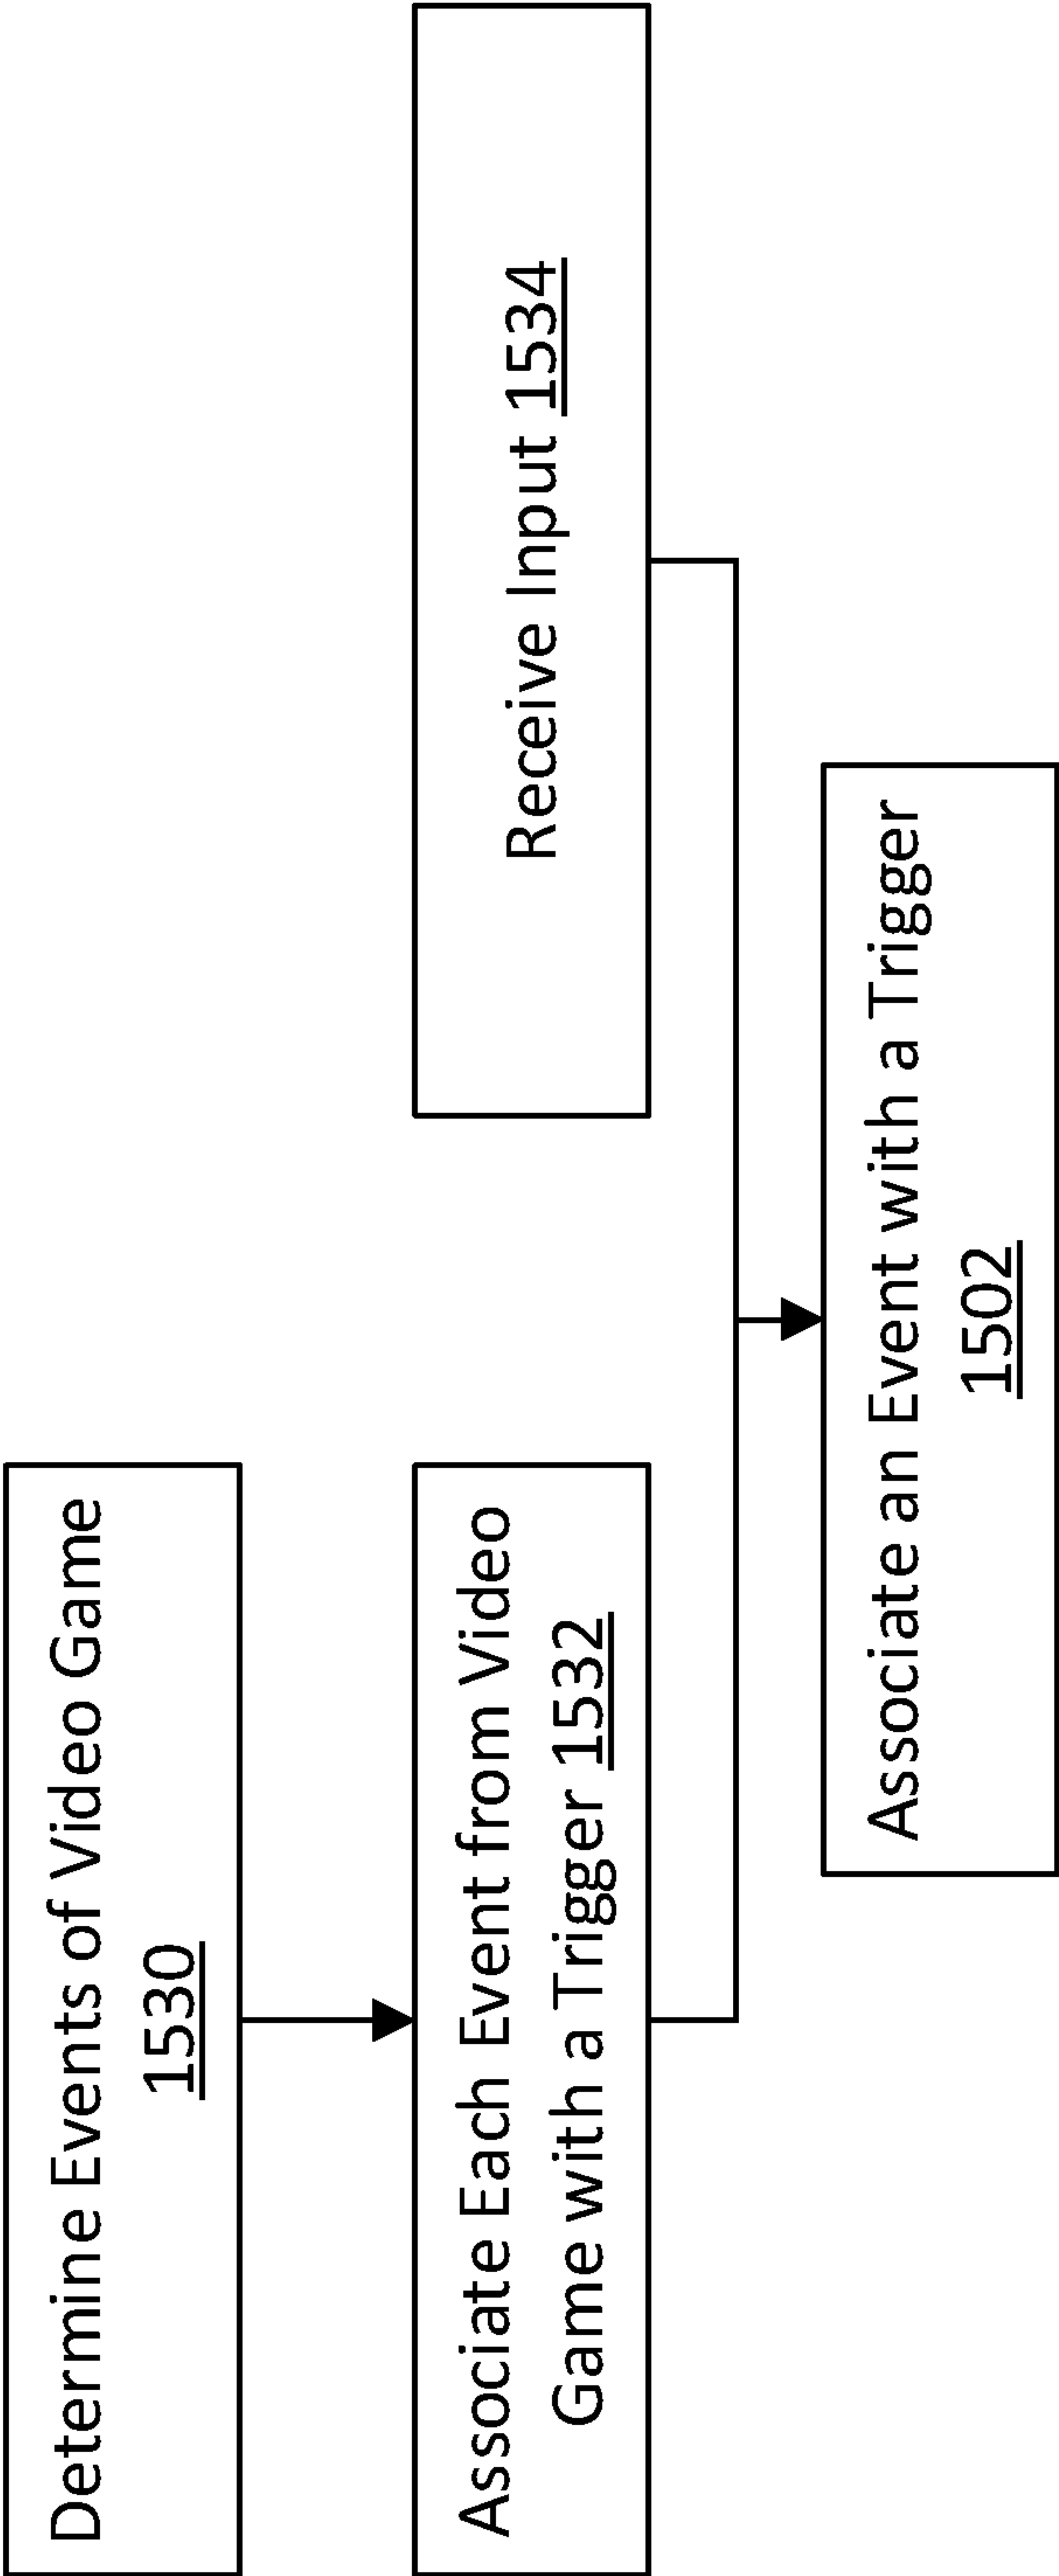 Determine Events of Video Game
1530
Associate Each Event from Video
Game with a Trigger 1532
Receive Input 1534
Associate an Event with a Trigger
1502